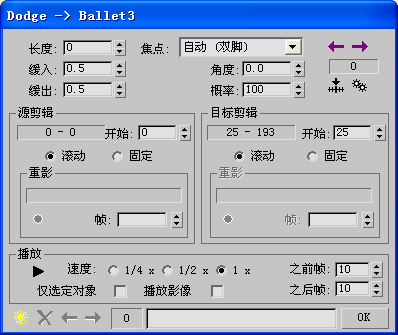 Dodge -> Ballet3
长度: 0 焦点: 自动 (双脚)
缓入: 0.5 角度: 0.0 0
缓出: 0.5 概率: 100
源剪辑 目标剪辑
0 - 0 开始: 0 25 - 193 开始: 25
滚动 固定 滚动 固定
重影 重影
帧: 帧:
播放
速度: 1/4 x 1/2 x 1 x 之前帧: 10
仅选定对象 播放影像 之后帧: 10
0 OK